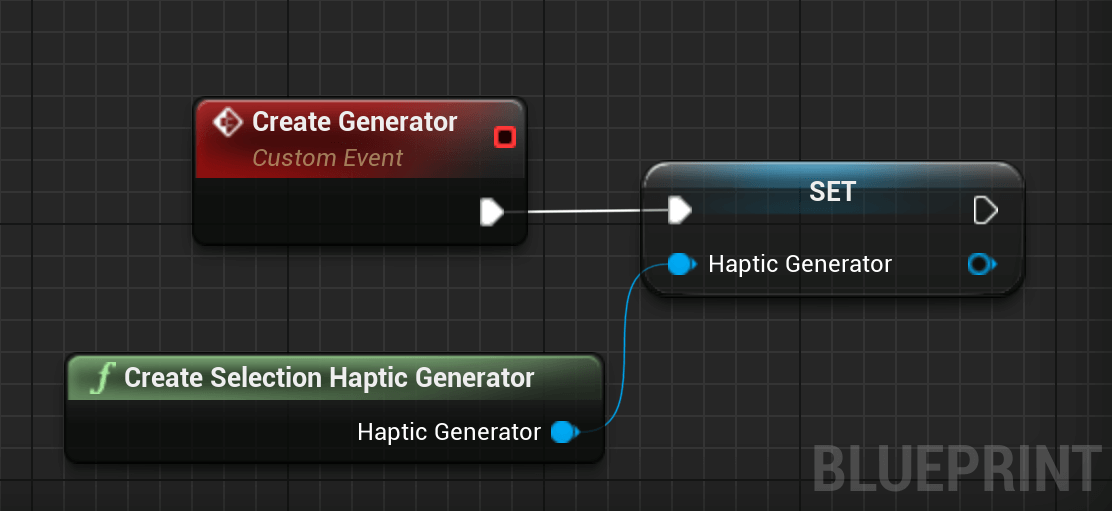 Create Generator
Custom Event
SET
Haptic Generator
Create Selection Haptic Generator
Haptic Generator
BLUEPRINT